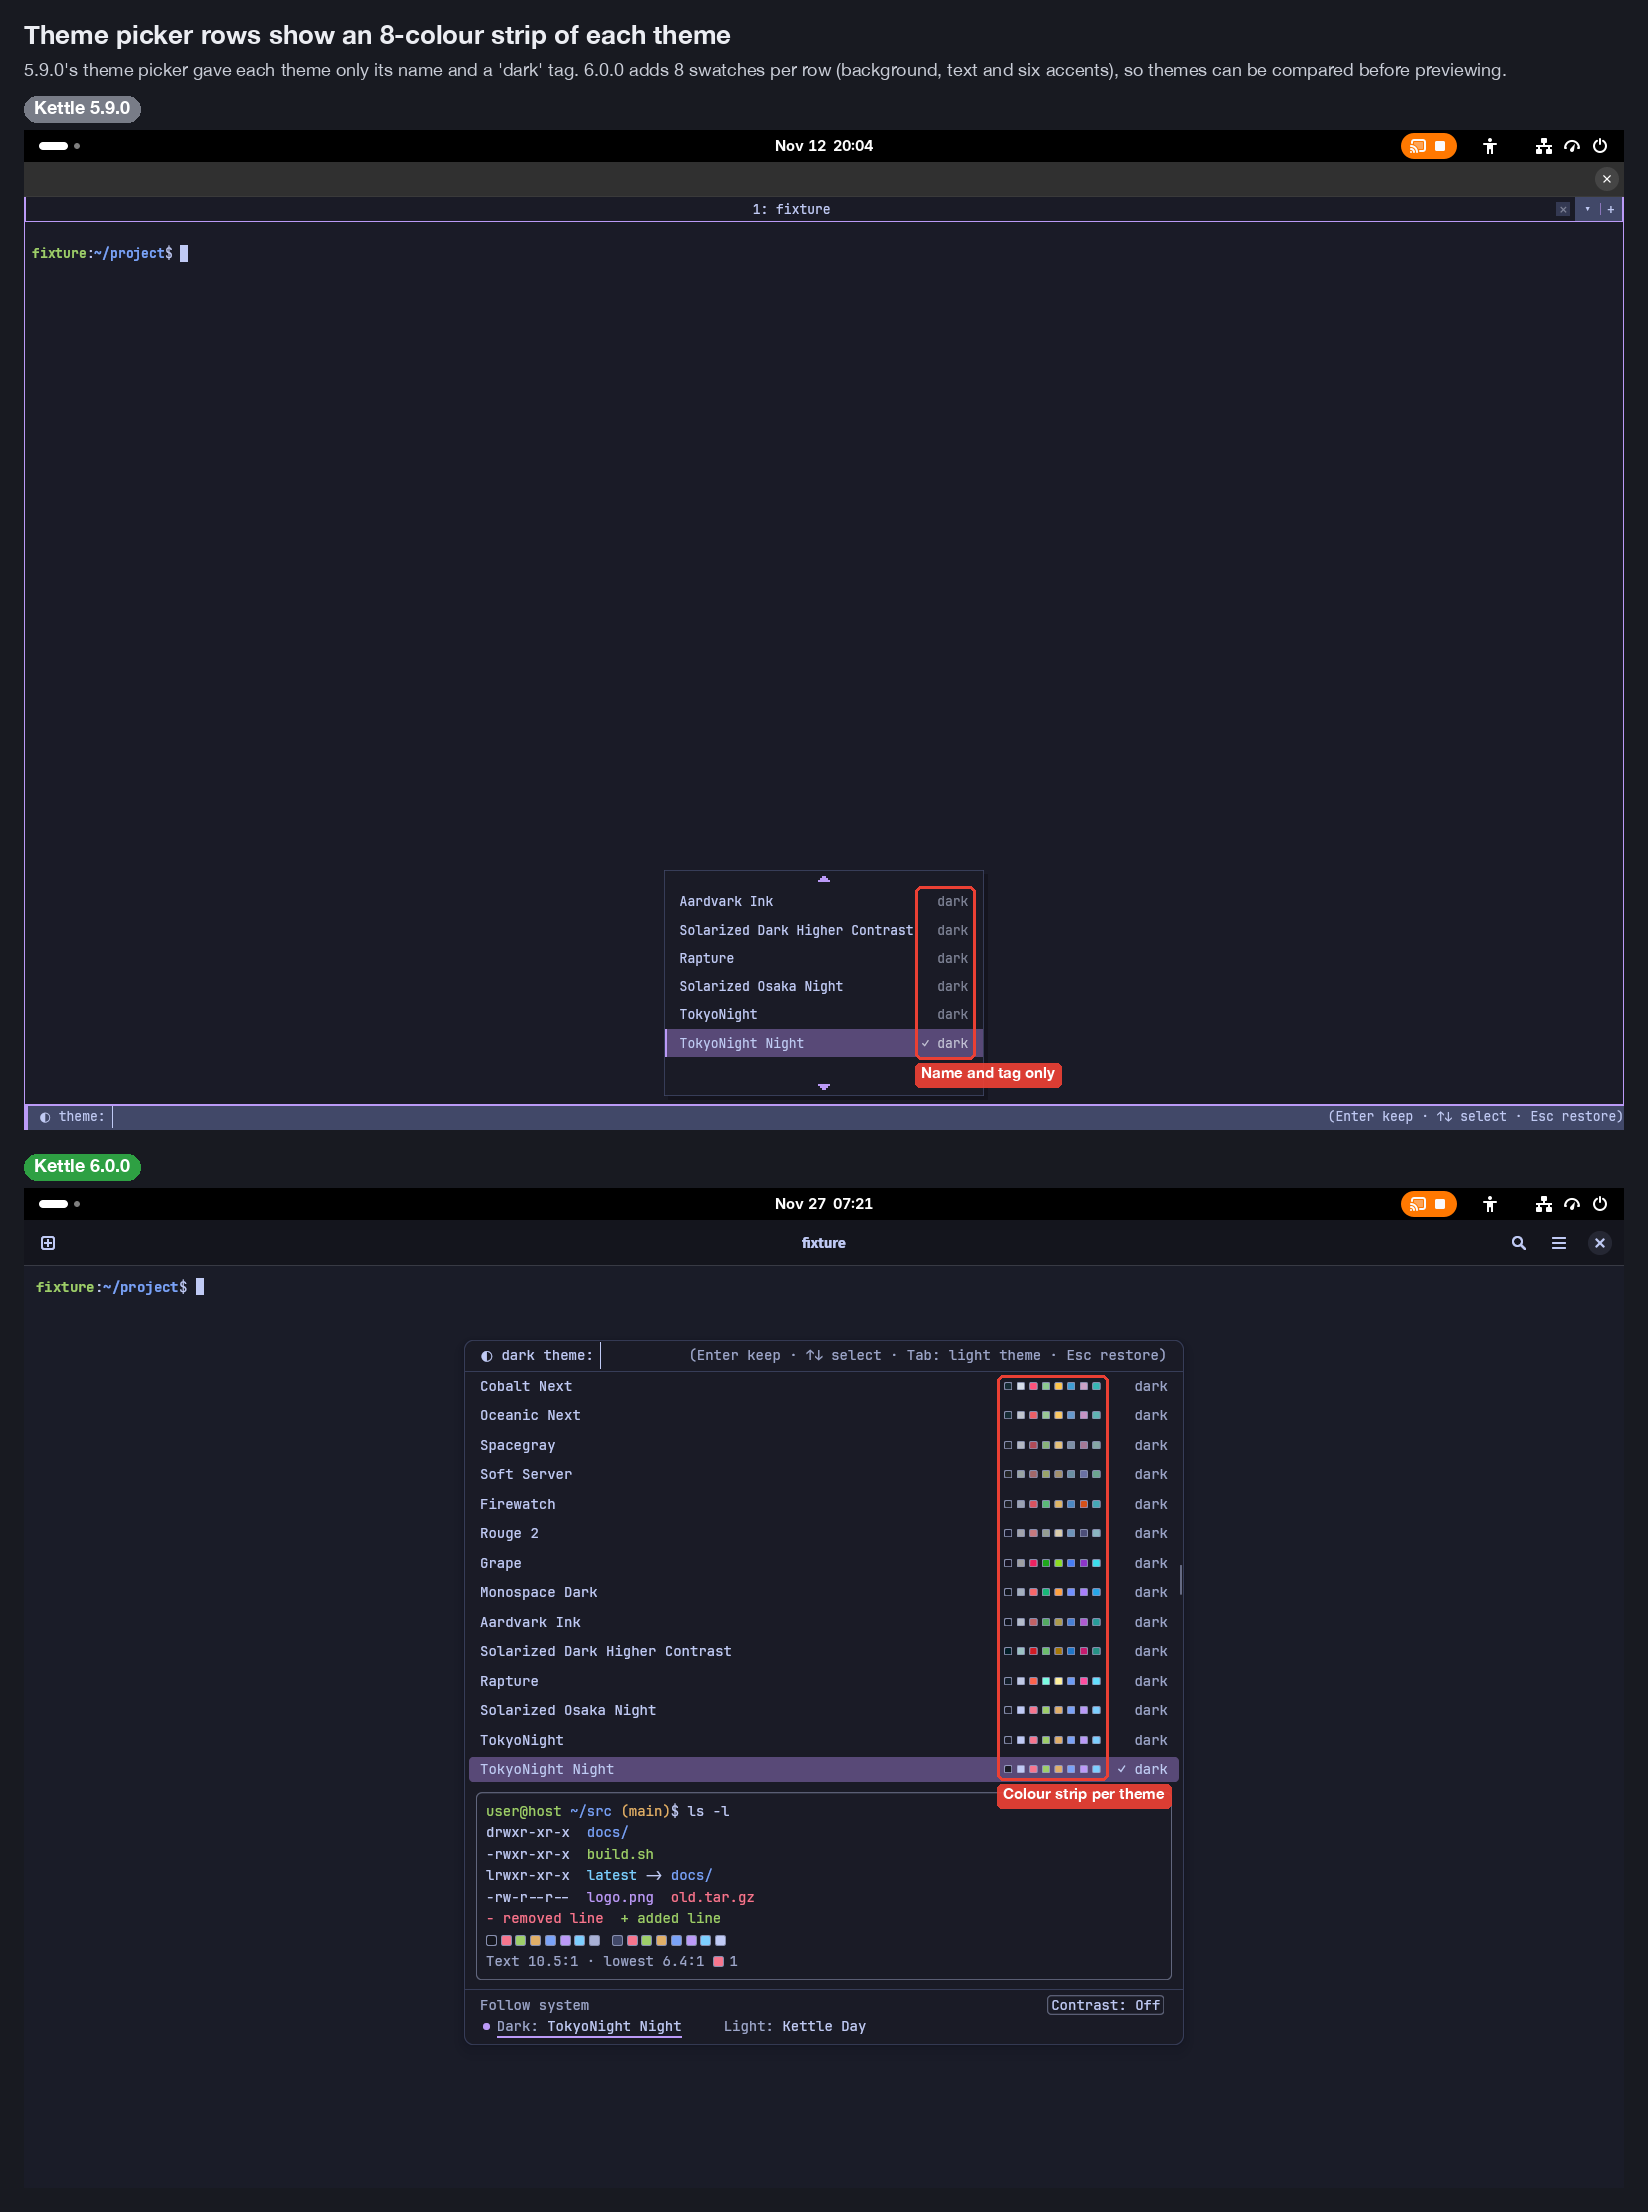 Theme picker rows show an 8-colour strip of each theme
5.9.0's theme picker gave each theme only its name and a 'dark' tag. 6.0.0 adds 8 swatches per row (background, text and six accents), so themes can be compared before previewing.
Kettle 5.9.0
Nov 12 20:04
1: fixture
fixture:~/project$
Aardvark Ink dark
Solarized Dark Higher Contrast dark
Rapture dark
Solarized Osaka Night dark
TokyoNight dark
TokyoNight Night ✓ dark
Name and tag only
theme: (Enter keep · ↑↓ select · Esc restore)
Kettle 6.0.0
Nov 27 07:21
fixture
fixture:~/project$
dark theme: (Enter keep · ↑↓ select · Tab: light theme · Esc restore)
Cobalt Next dark
Oceanic Next dark
Spacegray dark
Soft Server dark
Firewatch dark
Rouge 2 dark
Grape dark
Monospace Dark dark
Aardvark Ink dark
Solarized Dark Higher Contrast dark
Rapture dark
Solarized Osaka Night dark
TokyoNight dark
TokyoNight Night ✓ dark
Colour strip per theme
user@host ~/src (main)$ ls -l
drwxr-xr-x docs/
-rwxr-xr-x build.sh
lrwxr-xr-x latest -> docs/
-rw-r--r-- logo.png old.tar.gz
- removed line + added line
Text 10.5:1 · lowest 6.4:1 1
Follow system Contrast: Off
Dark: TokyoNight Night Light: Kettle Day